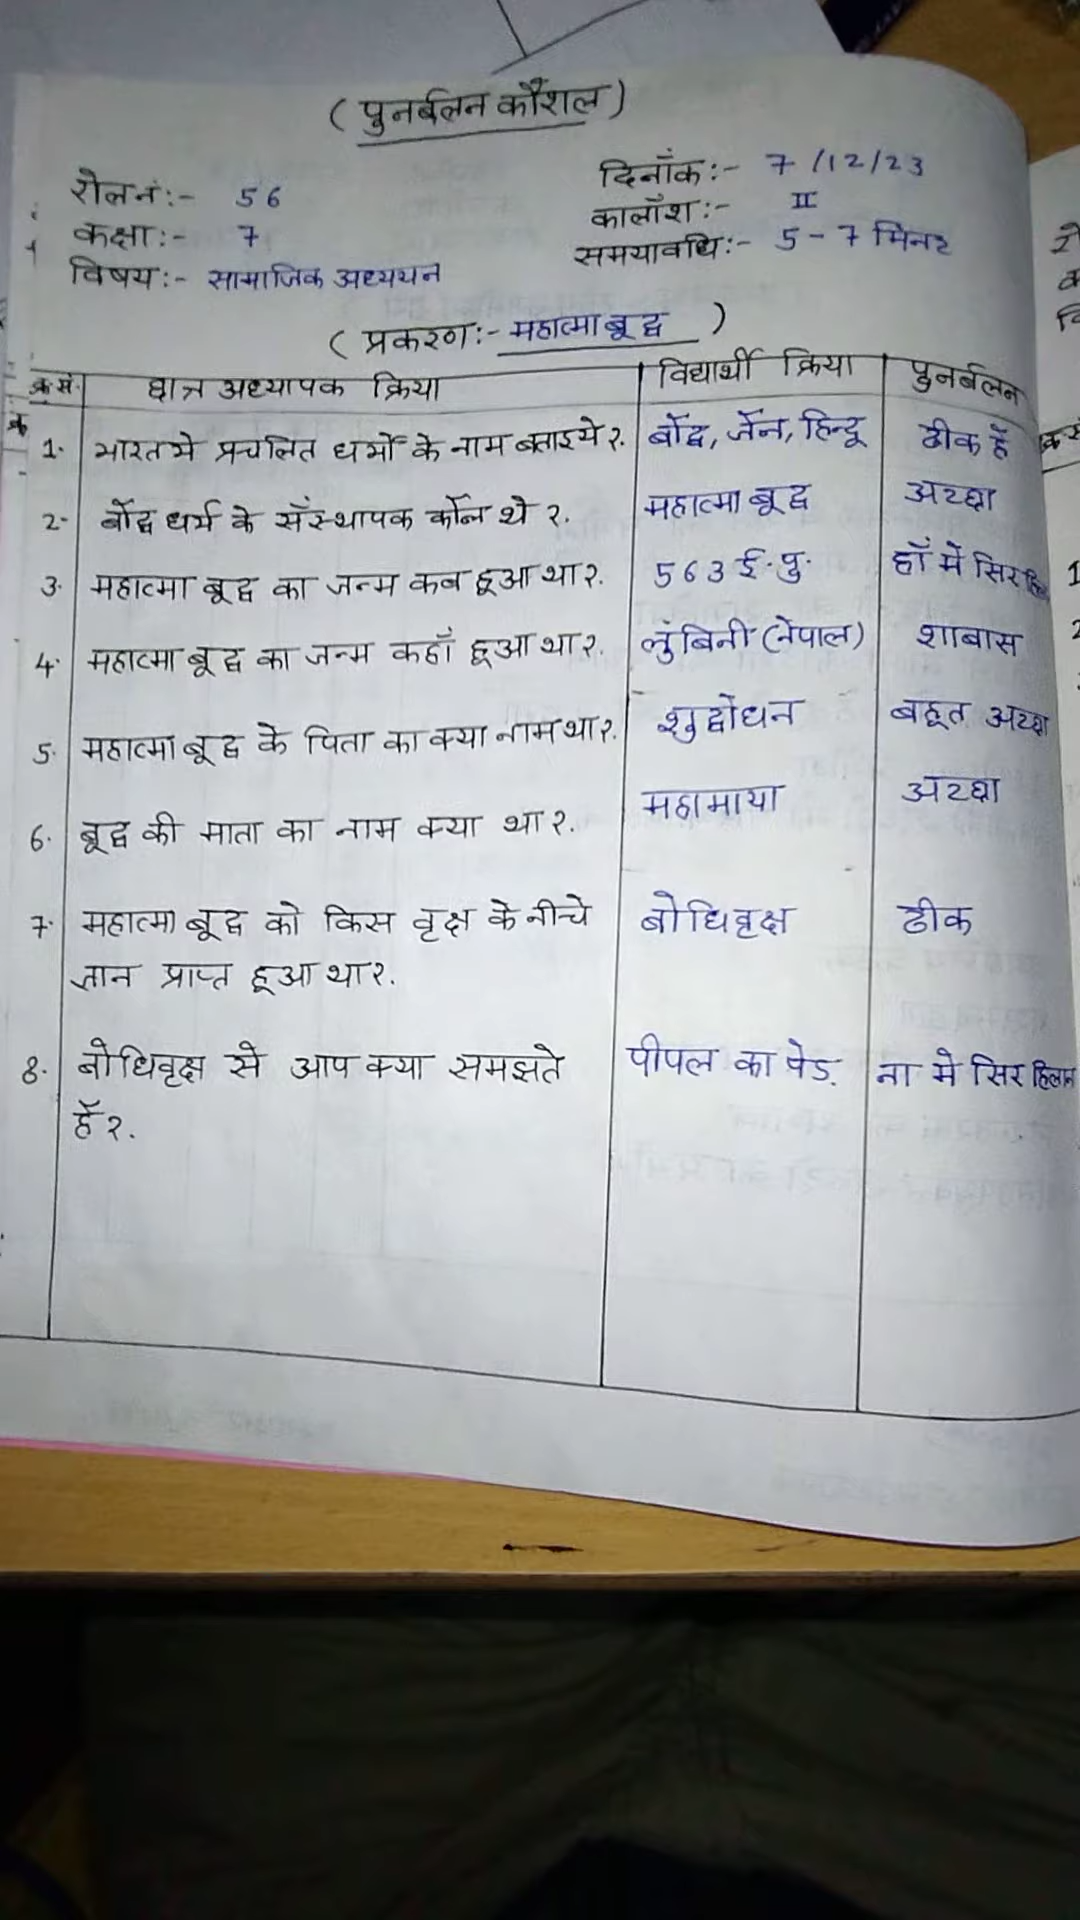 (पुनर्बलन कौशल)
रोल नं:- 56
दिनाँक:- 7/12/23
कक्षा:- 7
कालाँश:- II
विषय:- सामाजिक अध्ययन
समयावधि:- 5-7 मिनट
(प्रकरण:- महात्मा बूद्ध)
क्र सं. छात्र अध्यापक क्रिया विद्यार्थी क्रिया पुनर्बलन
1. भारत मे प्रचलित धर्मो के नाम बताइये?. बौद्ध, जैन, हिन्दू ठीक हैं
2. बौद्व धर्म के सँस्थापक कौन थे?. महात्मा बूद्ध अच्छा
3. महात्मा बूद्ध का जन्म कब हूआ था?. 563 ई.पु. हाँ मे सिर
4. महात्मा बूद्ध का जन्म कहाँ हूआ था?. लुंबिनी (नेपाल) शाबास
5. महात्मा बूद्ध के पिता का क्या नाम था?. शुद्धोधन बहूत अच्छा
6. बूद्ध की माता का नाम क्या था?. महामाया अच्छा
7. महात्मा बूद्ध को किस वृक्ष के नीचे बोधिवृक्ष ठीक
ज्ञान प्राप्त हूआ था?.
8. बोधिवृक्ष से आप क्या समझते पीपल का पेड. ना मे सिर हिलान
हैं?.